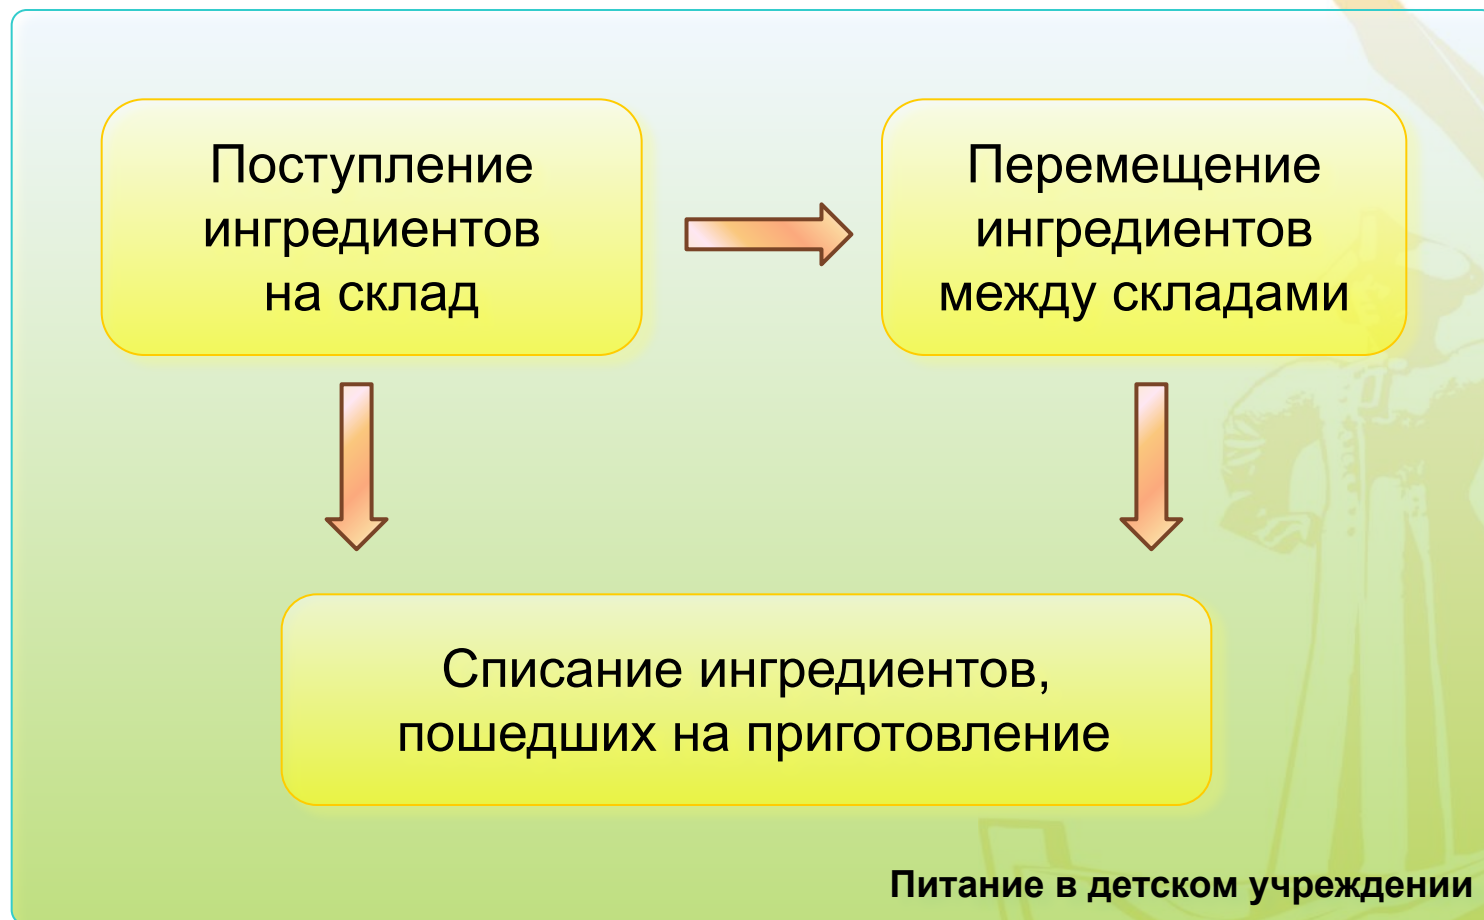 Поступление
ингредиентов
на склад
Перемещение
ингредиентов
между складами
Списание ингредиентов,
пошедших на приготовление
Питание в детском учреждении